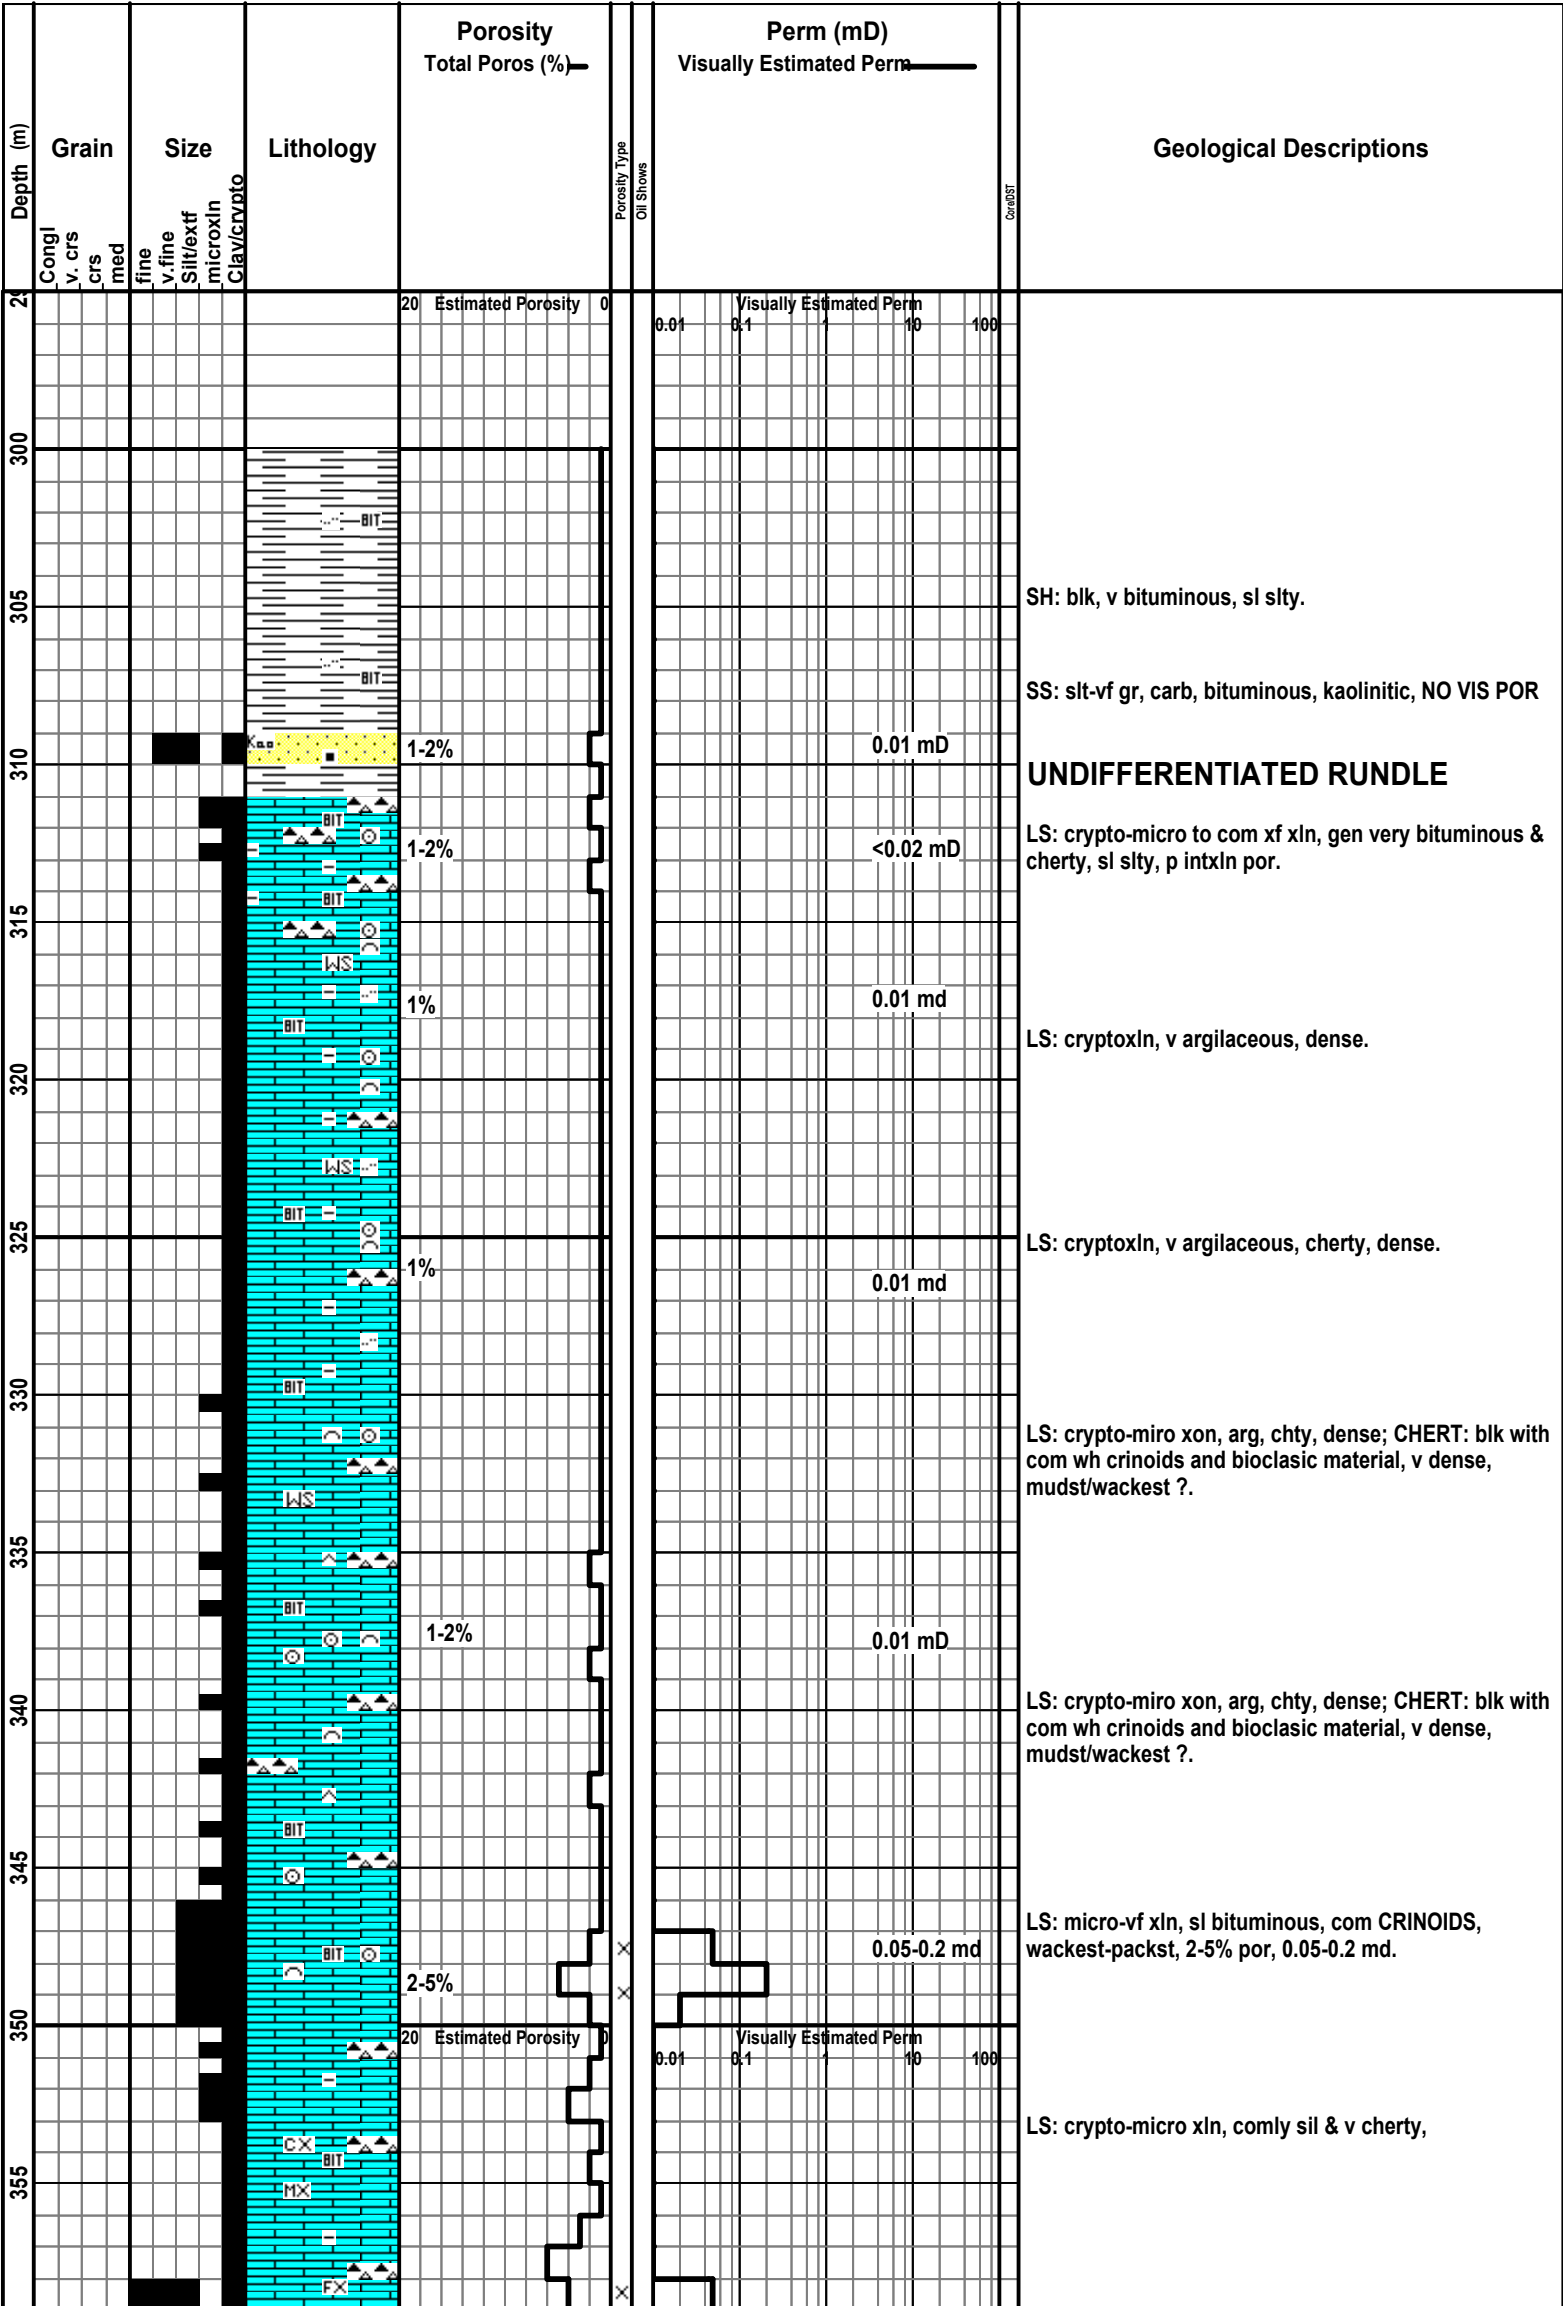 Porosity
Total Poros (%)
Perm (mD)
Visually Estimated Perm
Depth (m)
Grain Size
Lithology
Porosity Type
Oil Shows
Core/DST
Geological Descriptions
Congl
v. crs
crs
med
fine
v.fine
Silt/extf
microxln
Clay/crypto
29
20 Estimated Porosity 0
Visually Estimated Perm
0.01 0.1 1 10 100
300
BIT
305
SH: blk, v bituminous, sl slty.
BIT
SS: slt-vf gr, carb, bituminous, kaolinitic, NO VIS POR
Kao
1-2%
0.01 mD
310
UNDIFFERENTIATED RUNDLE
BIT
1-2%
<0.02 mD
LS: crypto-micro to com xf xln, gen very bituminous &
cherty, sl slty, p intxln por.
BIT
315
WS
1%
0.01 md
BIT
LS: cryptoxln, v argilaceous, dense.
320
WS
BIT
325
LS: cryptoxln, v argilaceous, cherty, dense.
1%
0.01 md
BIT
330
LS: crypto-miro xon, arg, chty, dense; CHERT: blk with
com wh crinoids and bioclasic material, v dense,
mudst/wackest ?.
WS
335
BIT
1-2%
0.01 mD
340
LS: crypto-miro xon, arg, chty, dense; CHERT: blk with
com wh crinoids and bioclasic material, v dense,
mudst/wackest ?.
BIT
345
LS: micro-vf xln, sl bituminous, com CRINOIDS,
wackest-packst, 2-5% por, 0.05-0.2 md.
BIT
0.05-0.2 md
2-5%
350
20 Estimated Porosity 0
Visually Estimated Perm
0.01 0.1 1 10 100
LS: crypto-micro xln, comly sil & v cherty,
CX
BIT
355
MX
FX